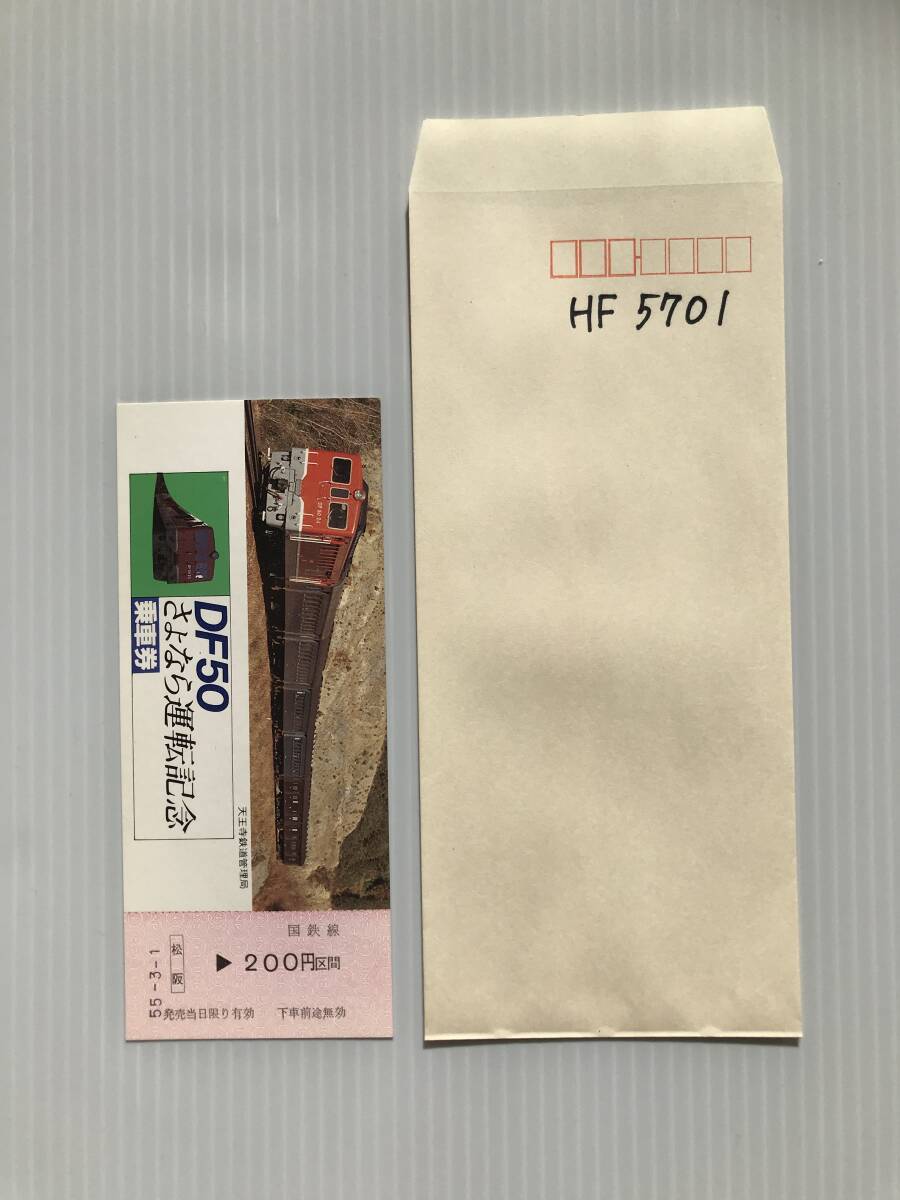 HF 5701
DF50
さよなら運転記念
乗車券
天王寺鉄道管理局
国鉄線
松阪
▶ 200円区間
55-3-1
発売当日限り有効 下車前途無効